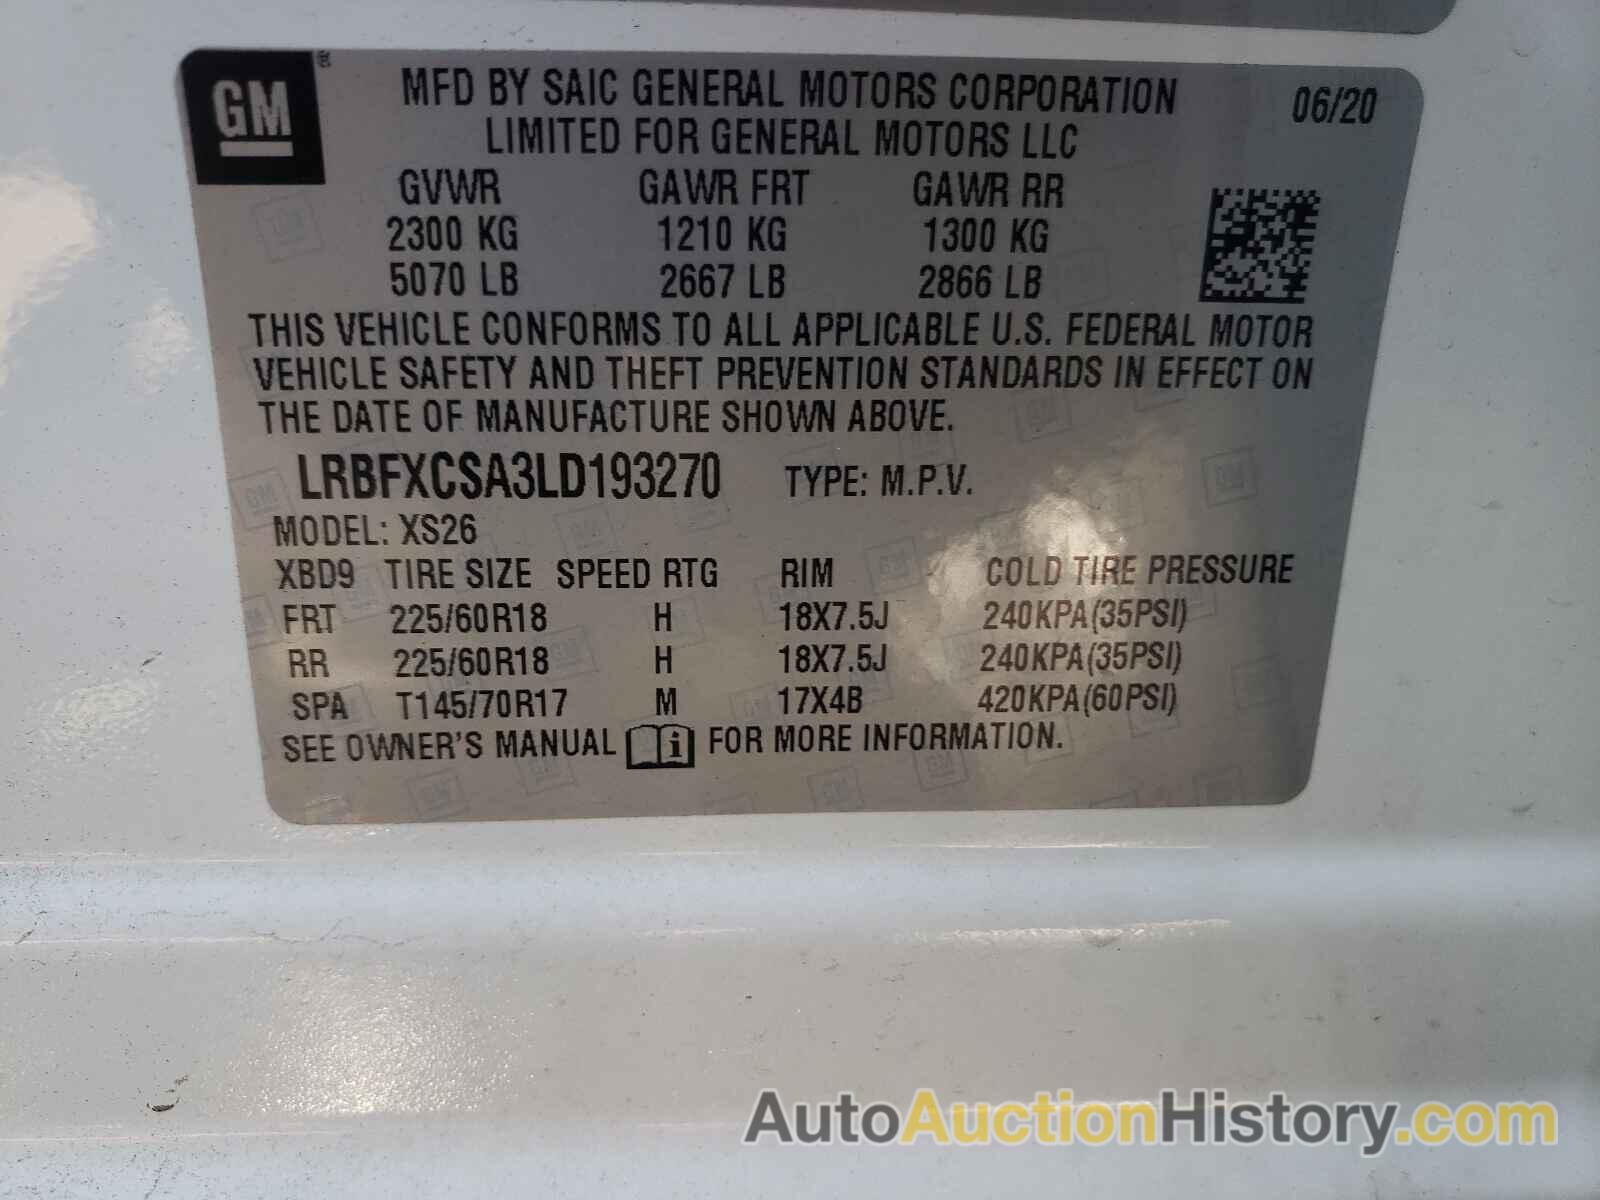 GM ®
MFD BY SAIC GENERAL MOTORS CORPORATION 06/20
LIMITED FOR GENERAL MOTORS LLC
GVWR GAWR FRT GAWR RR
2300 KG 1210 KG 1300 KG
5070 LB 2667 LB 2866 LB
THIS VEHICLE CONFORMS TO ALL APPLICABLE U.S. FEDERAL MOTOR
VEHICLE SAFETY AND THEFT PREVENTION STANDARDS IN EFFECT ON
THE DATE OF MANUFACTURE SHOWN ABOVE.
LRBFXCSA3LD193270 TYPE: M.P.V.
MODEL: XS26
XBD9 TIRE SIZE SPEED RTG RIM COLD TIRE PRESSURE
FRT 225/60R18 H 18X7.5J 240KPA(35PSI)
RR 225/60R18 H 18X7.5J 240KPA(35PSI)
SPA T145/70R17 M 17X4B 420KPA(60PSI)
SEE OWNER'S MANUAL i FOR MORE INFORMATION.
AutoAuctionHistory.com